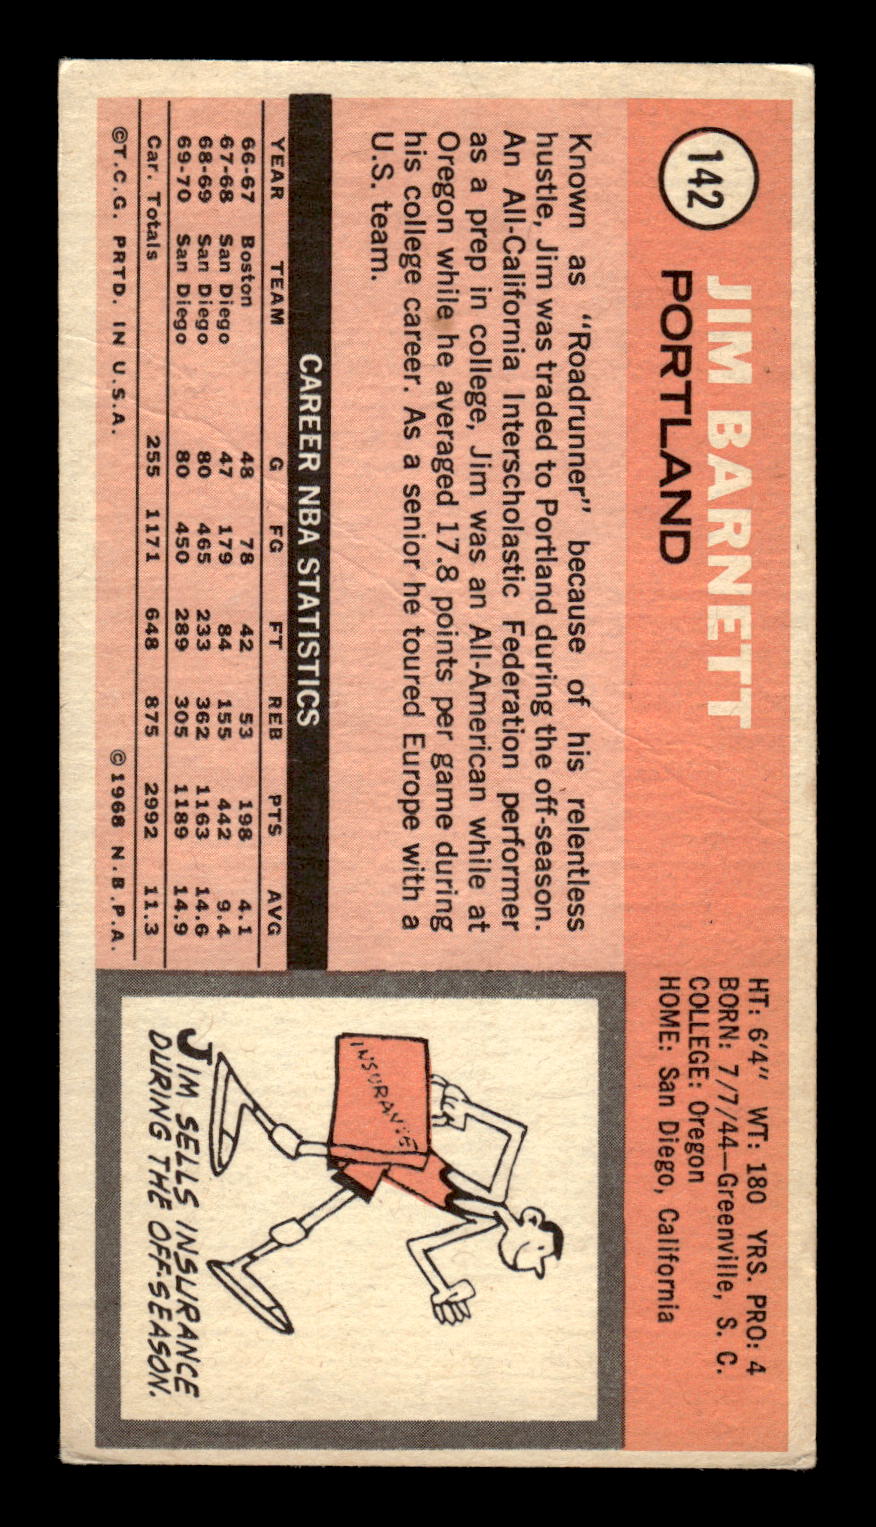 142
JIM BARNETT
PORTLAND
HT: 6'4" WT: 180 YRS. PRO: 4
BORN: 7/7/44—Greenville, S. C.
COLLEGE: Oregon
HOME: San Diego, California
Known as "Roadrunner" because of his relentless
hustle, Jim was traded to Portland during the off-season.
An All-California Interscholastic Federation performer
as a prep in college, Jim was an All-American while at
Oregon while he averaged 17.8 points per game during
his college career. As a senior he toured Europe with a
U.S. team.
CAREER NBA STATISTICS
YEAR TEAM G FG FT REB PTS AVG
66-67 Boston 48 78 42 53 198 4.1
67-68 San Diego 47 179 84 155 442 9.4
68-69 San Diego 80 465 233 362 1163 14.6
69-70 San Diego 80 450 289 305 1189 14.9
Car. Totals 255 1171 648 875 2992 11.3
©T.C.G. PRTD. IN U.S.A. ©1968 N.B.P.A.
INSURANCE
JIM SELLS INSURANCE
DURING THE OFF-SEASON.